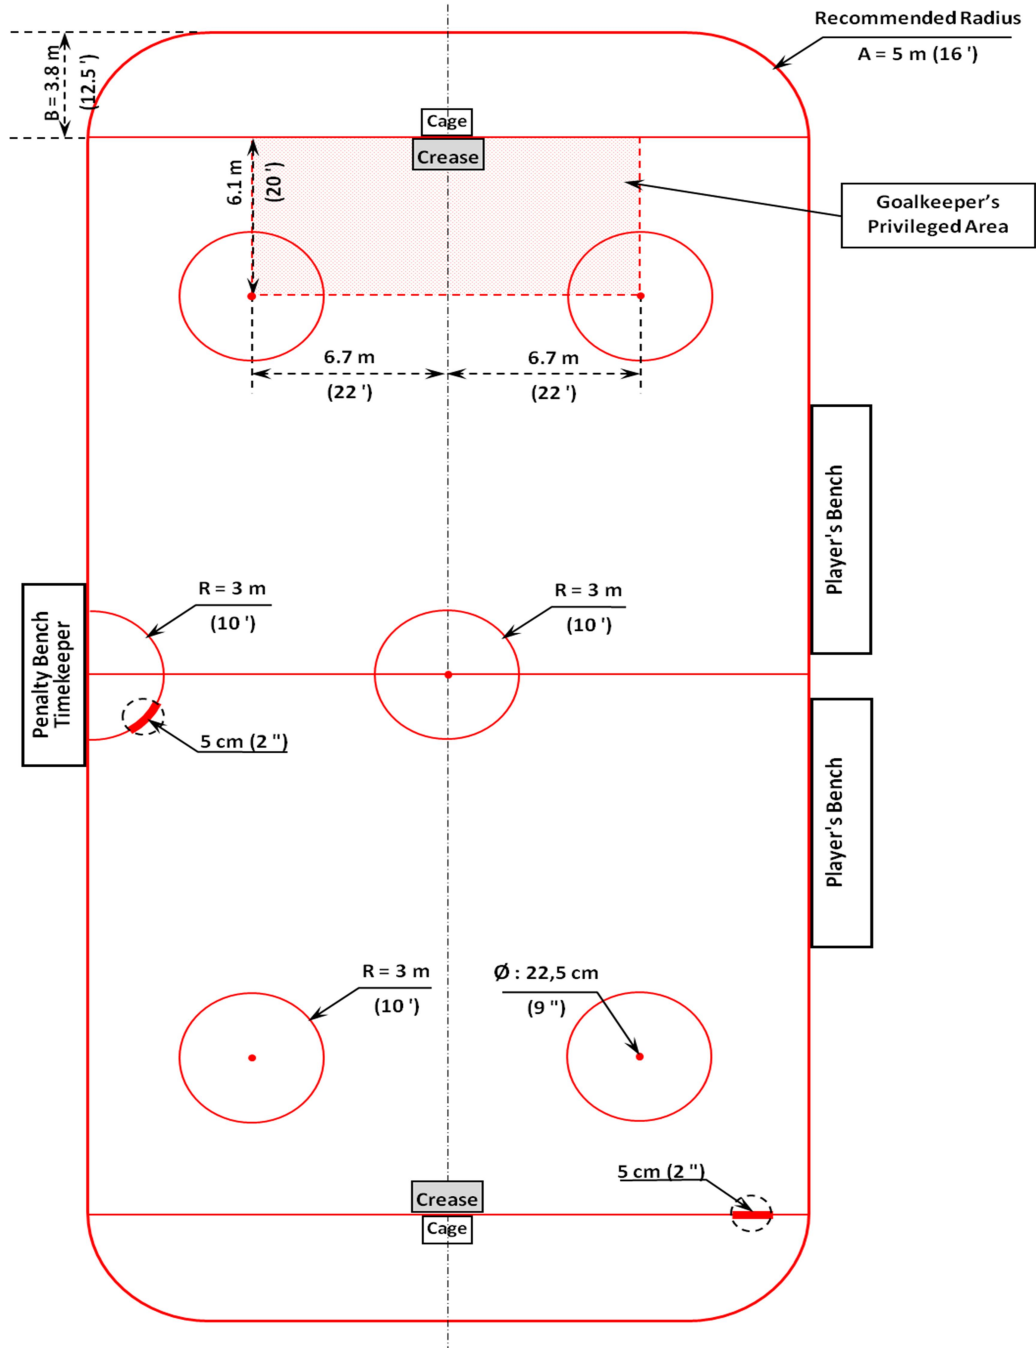 Recommended Radius
A = 5 m (16 ')
B = 3.8 m
(12.5 ')
Cage
Crease
6.1 m
(20 ')
Goalkeeper's
Privileged Area
6.7 m
(22 ')
6.7 m
(22 ')
Player's Bench
R = 3 m
(10 ')
R = 3 m
(10 ')
Penalty Bench
Timekeeper
5 cm (2 ")
Player's Bench
R = 3 m
(10 ')
Ø : 22,5 cm
(9 ")
5 cm (2 ")
Crease
Cage